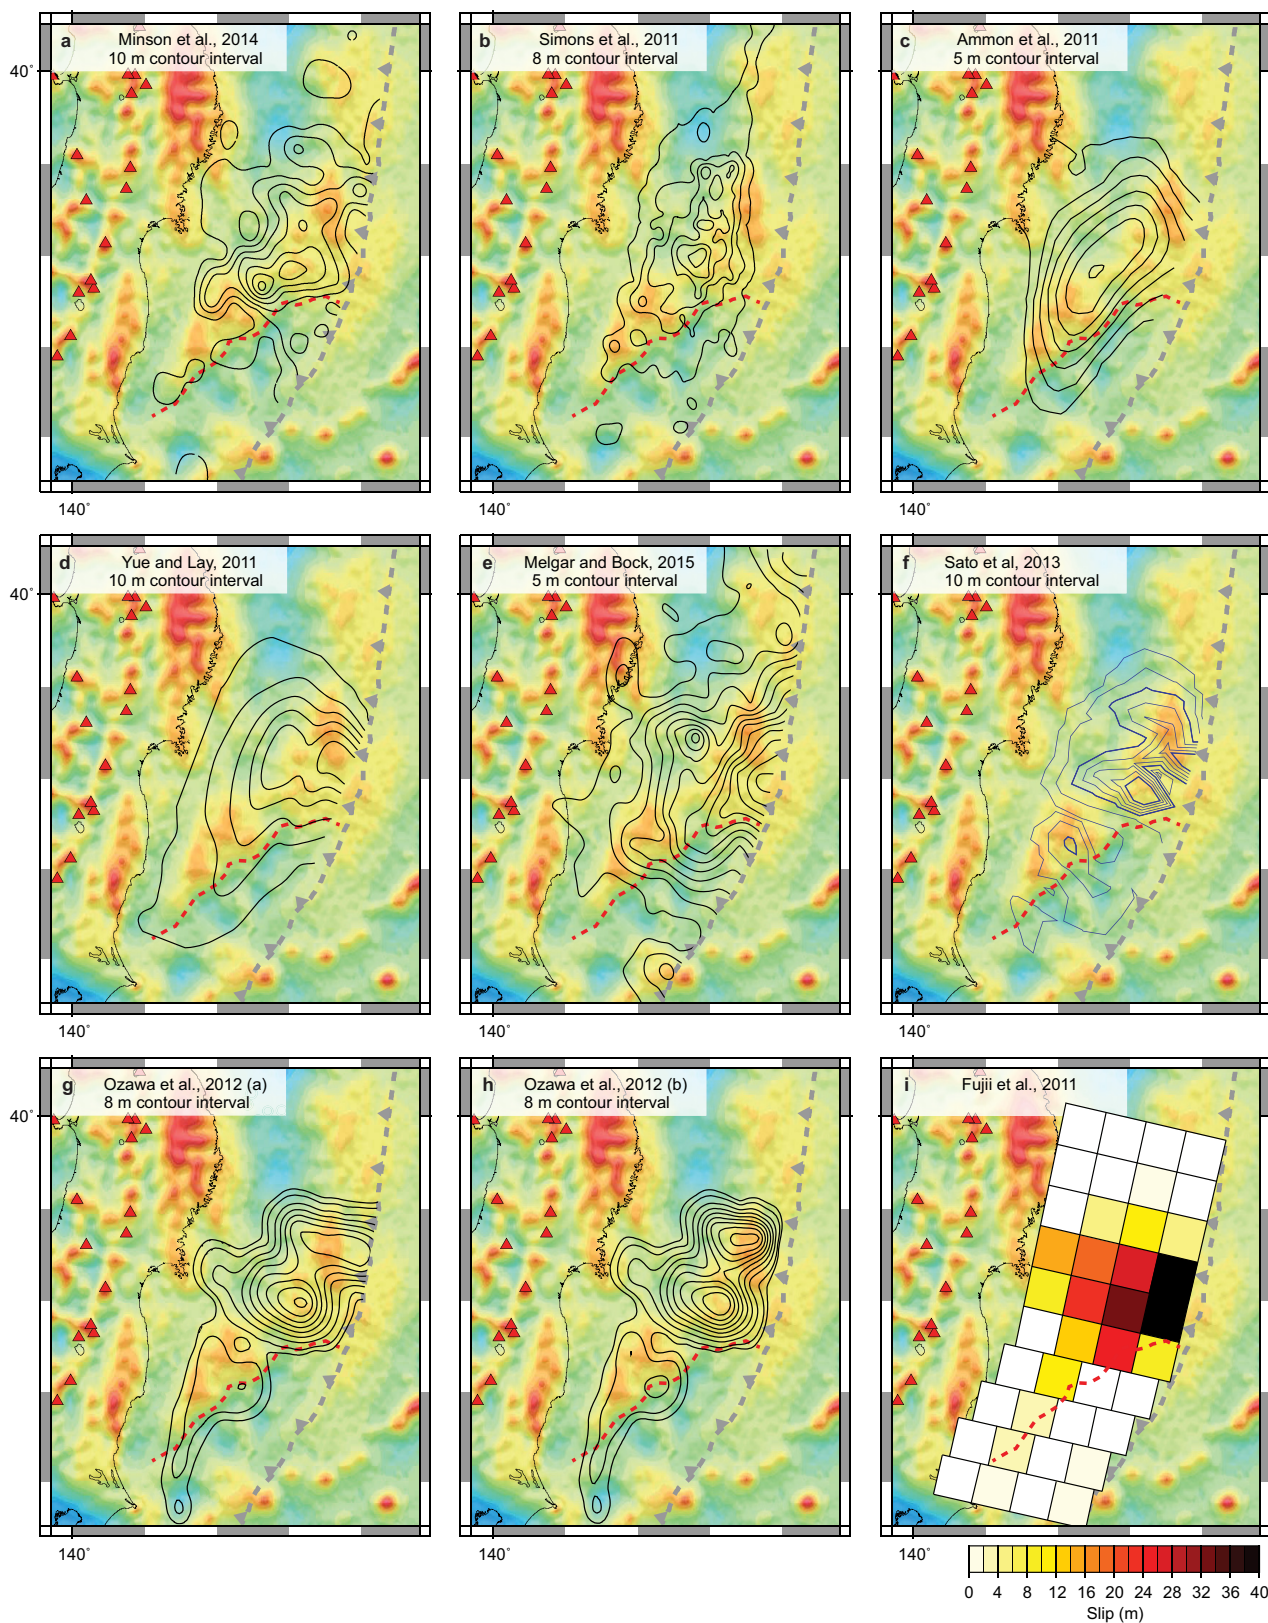 a Minson et al., 2014
10 m contour interval
b Simons et al. 2011
8 m contour interval
c Ammon et al., 2011
5 m contour interval
40°
140°
140°
140°
d Yue and Lay, 2011
10 m contour interval
e Melgar and Bock, 2015
5 m contour interval
f Sato et al, 2013
10 m contour interval
40°
140°
140°
140°
g Ozawa et al., 2012 (a)
8 m contour interval
h Ozawa et al., 2012 (b)
8 m contour interval
i Fujii et al., 2011
40°
140°
140°
140°
0 4 8 12 16 20 24 28 32 36 40
Slip (m)